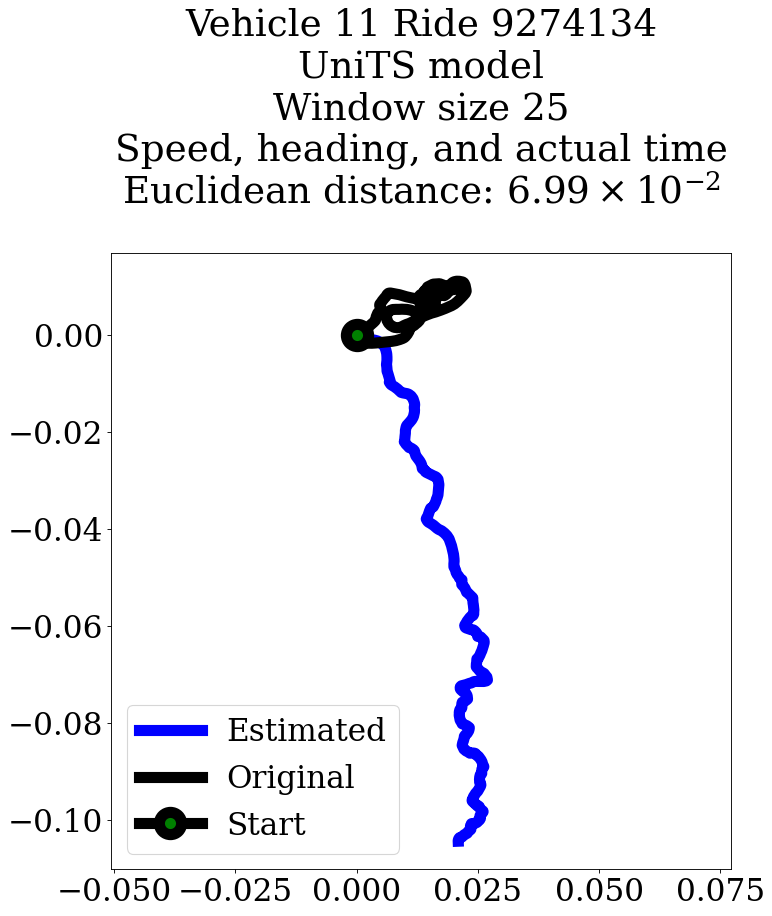 Vehicle 11 Ride 9274134
UniTS model
Window size 25
Speed, heading, and actual time
Euclidean distance: 6.99 × 10⁻²
0.00
−0.02
−0.04
−0.06
−0.08
−0.10
Estimated
Original
Start
−0.050 −0.025 0.000 0.025 0.050 0.075